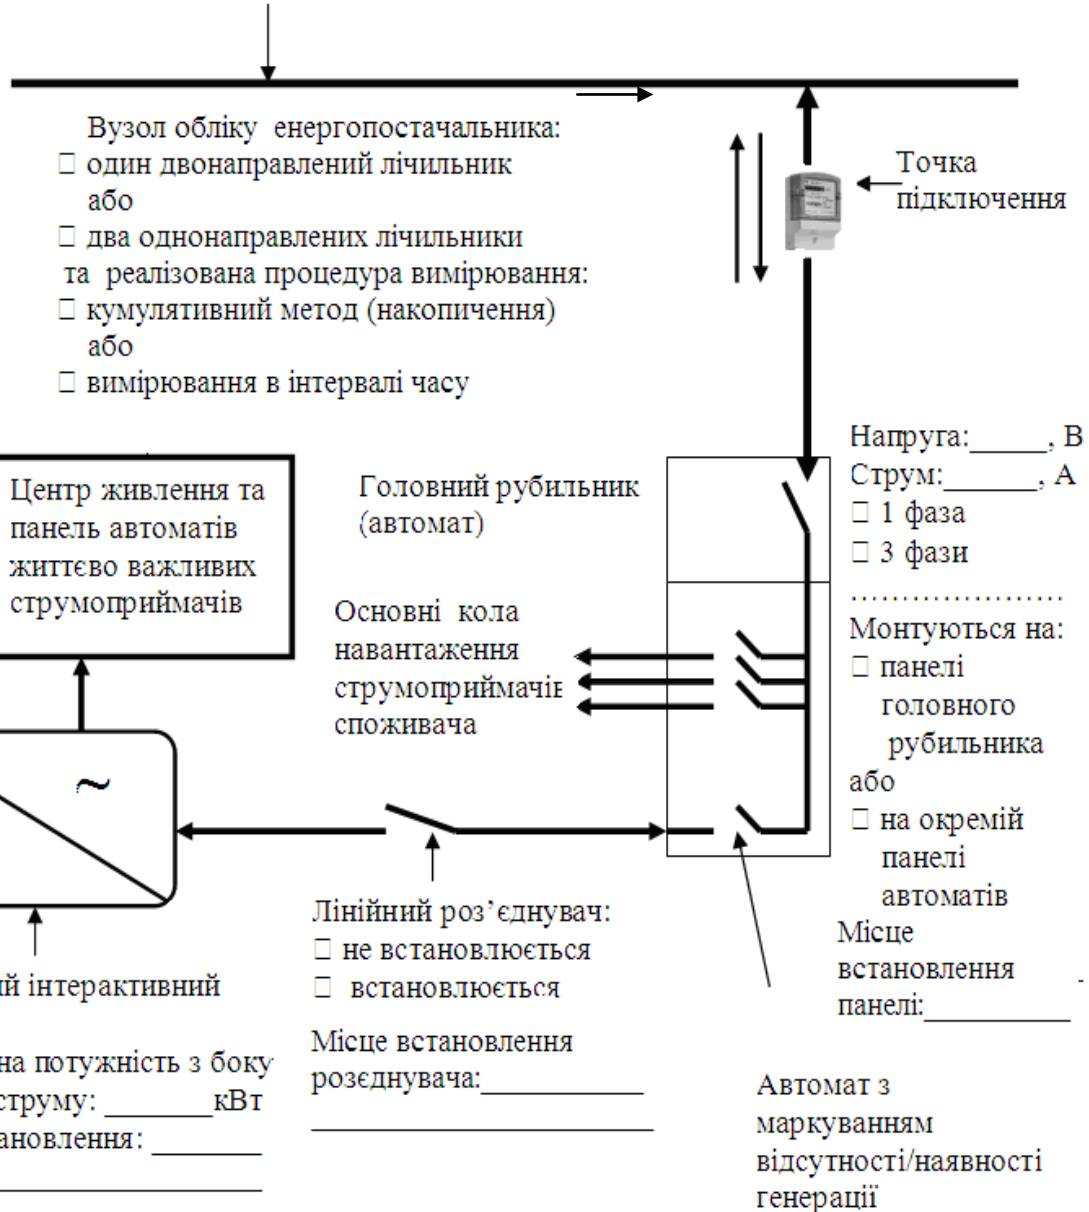 Вузол обліку енергопостачальника:
□ один двонаправлений лічильник
або
□ два однонаправлених лічильники
та реалізована процедура вимірювання:
□ кумулятивний метод (накопичення)
або
□ вимірювання в інтервалі часу
Точка
підключення
Напруга:_____, В
Струм:______, А
□ 1 фаза
□ 3 фази
.....................
Монтуються на:
□ панелі
головного
рубильника
або
□ на окремій
панелі
автоматів
Місце
встановлення
панелі:__________
Центр живлення та
панель автоматів
життєво важливих
струмоприймачів
Головний рубильник
(автомат)
Основні кола
навантаження
струмоприймачів
споживача
~
Лінійний роз’єднувач:
□ не встановлюється
□ встановлюється
Місце встановлення
розєднувача:___________
_______________________
ий інтерактивний
на потужність з боку
струму: _______кВт
ановлення: _______
__________________
Автомат з
маркуванням
відсутності/наявності
генерації